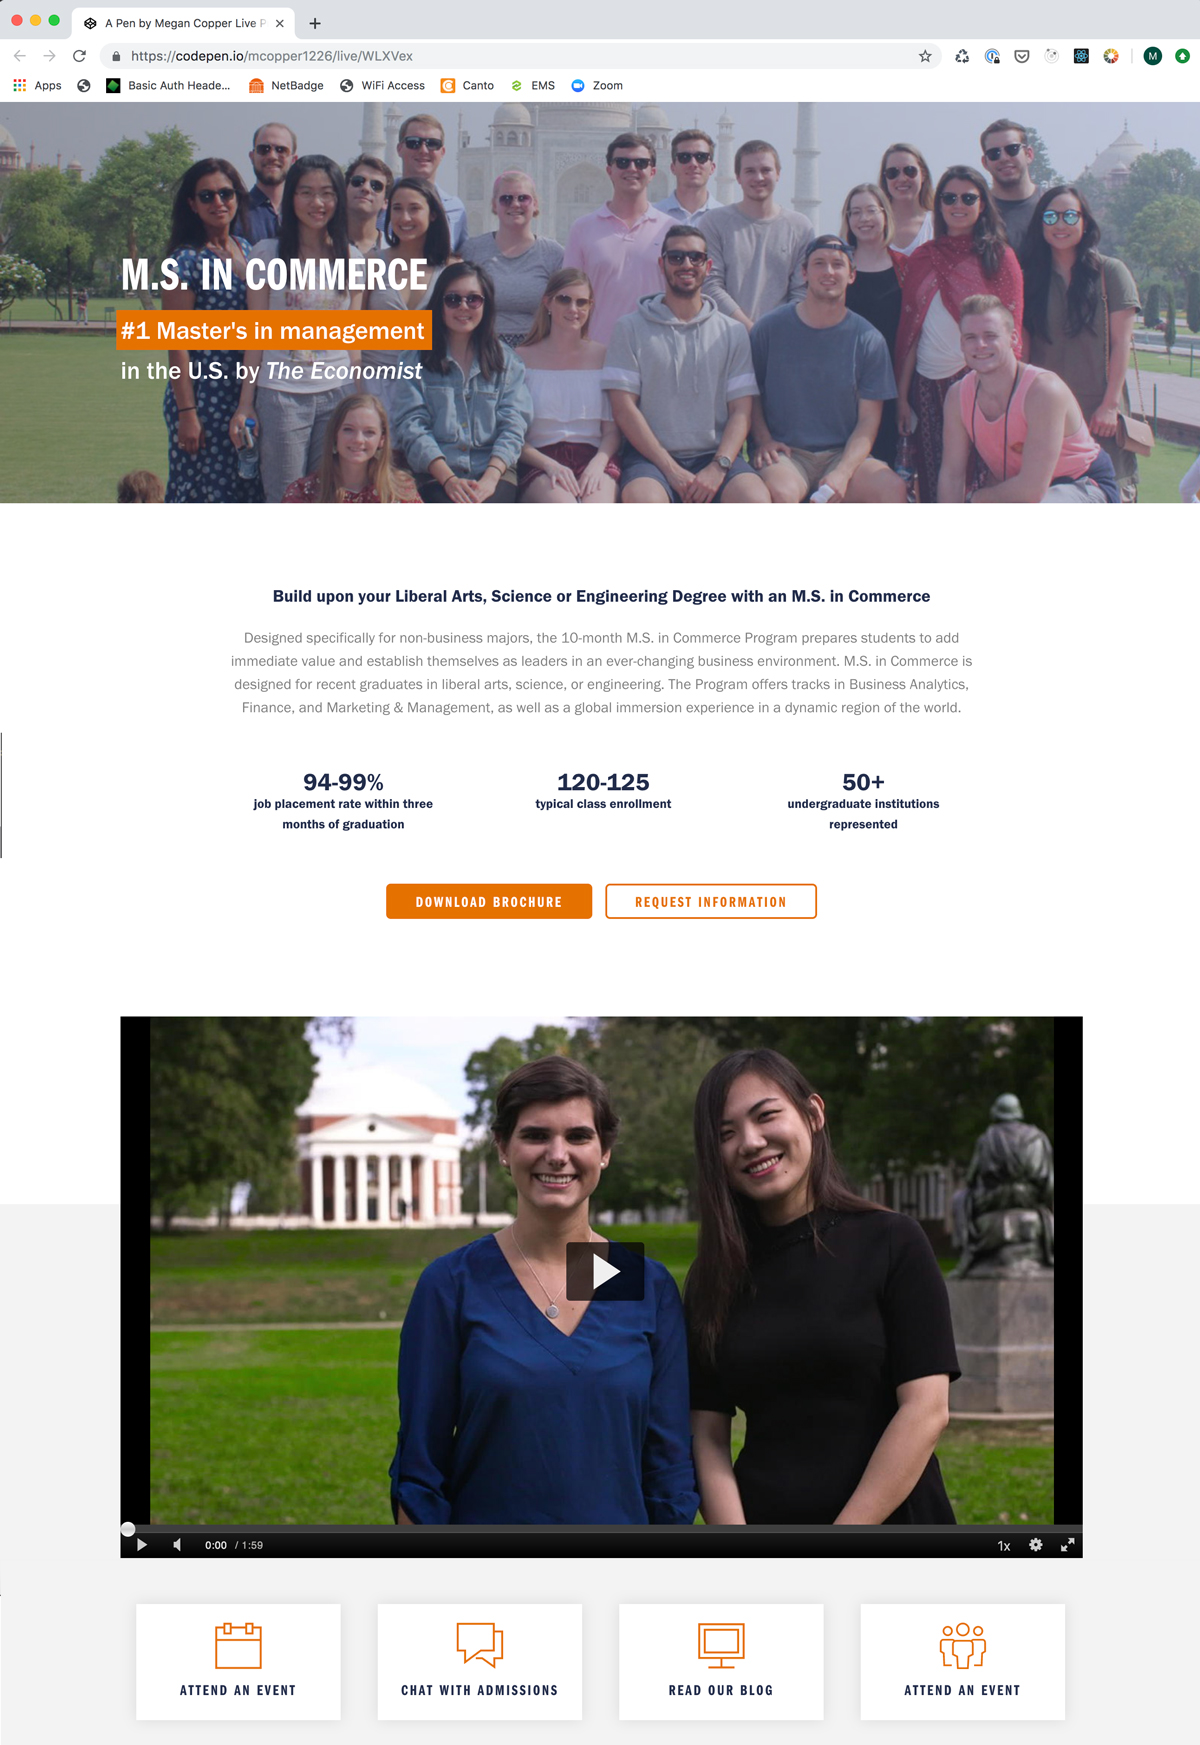 A Pen by Megan Copper Live P
https://codepen.io/mcopper1226/live/WLXVex
M
Apps
Basic Auth Heade...
NetBadge
WiFi Access
Canto
EMS
Zoom
M.S. IN COMMERCE
#1 Master's in management
in the U.S. by The Economist
Build upon your Liberal Arts, Science or Engineering Degree with an M.S. in Commerce
Designed specifically for non-business majors, the 10-month M.S. in Commerce Program prepares students to add
immediate value and establish themselves as leaders in an ever-changing business environment. M.S. in Commerce is
designed for recent graduates in liberal arts, science, or engineering. The Program offers tracks in Business Analytics,
Finance, and Marketing & Management, as well as a global immersion experience in a dynamic region of the world.
94-99%
job placement rate within three
months of graduation
120-125
typical class enrollment
50+
undergraduate institutions
represented
DOWNLOAD BROCHURE
REQUEST INFORMATION
0:00 / 1:59
1x
ATTEND AN EVENT
CHAT WITH ADMISSIONS
READ OUR BLOG
ATTEND AN EVENT